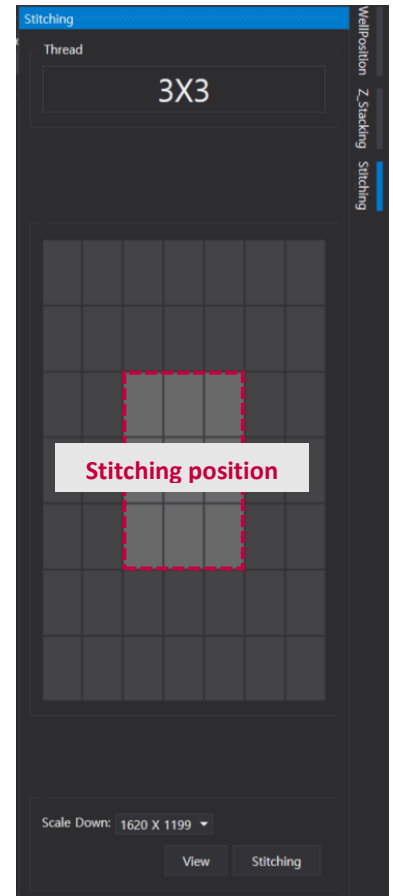 Stitching
Thread
3X3
WellPosition
Z_Stacking
Stitching
Stitching position
Scale Down: 1620 X 1199
View
Stitching